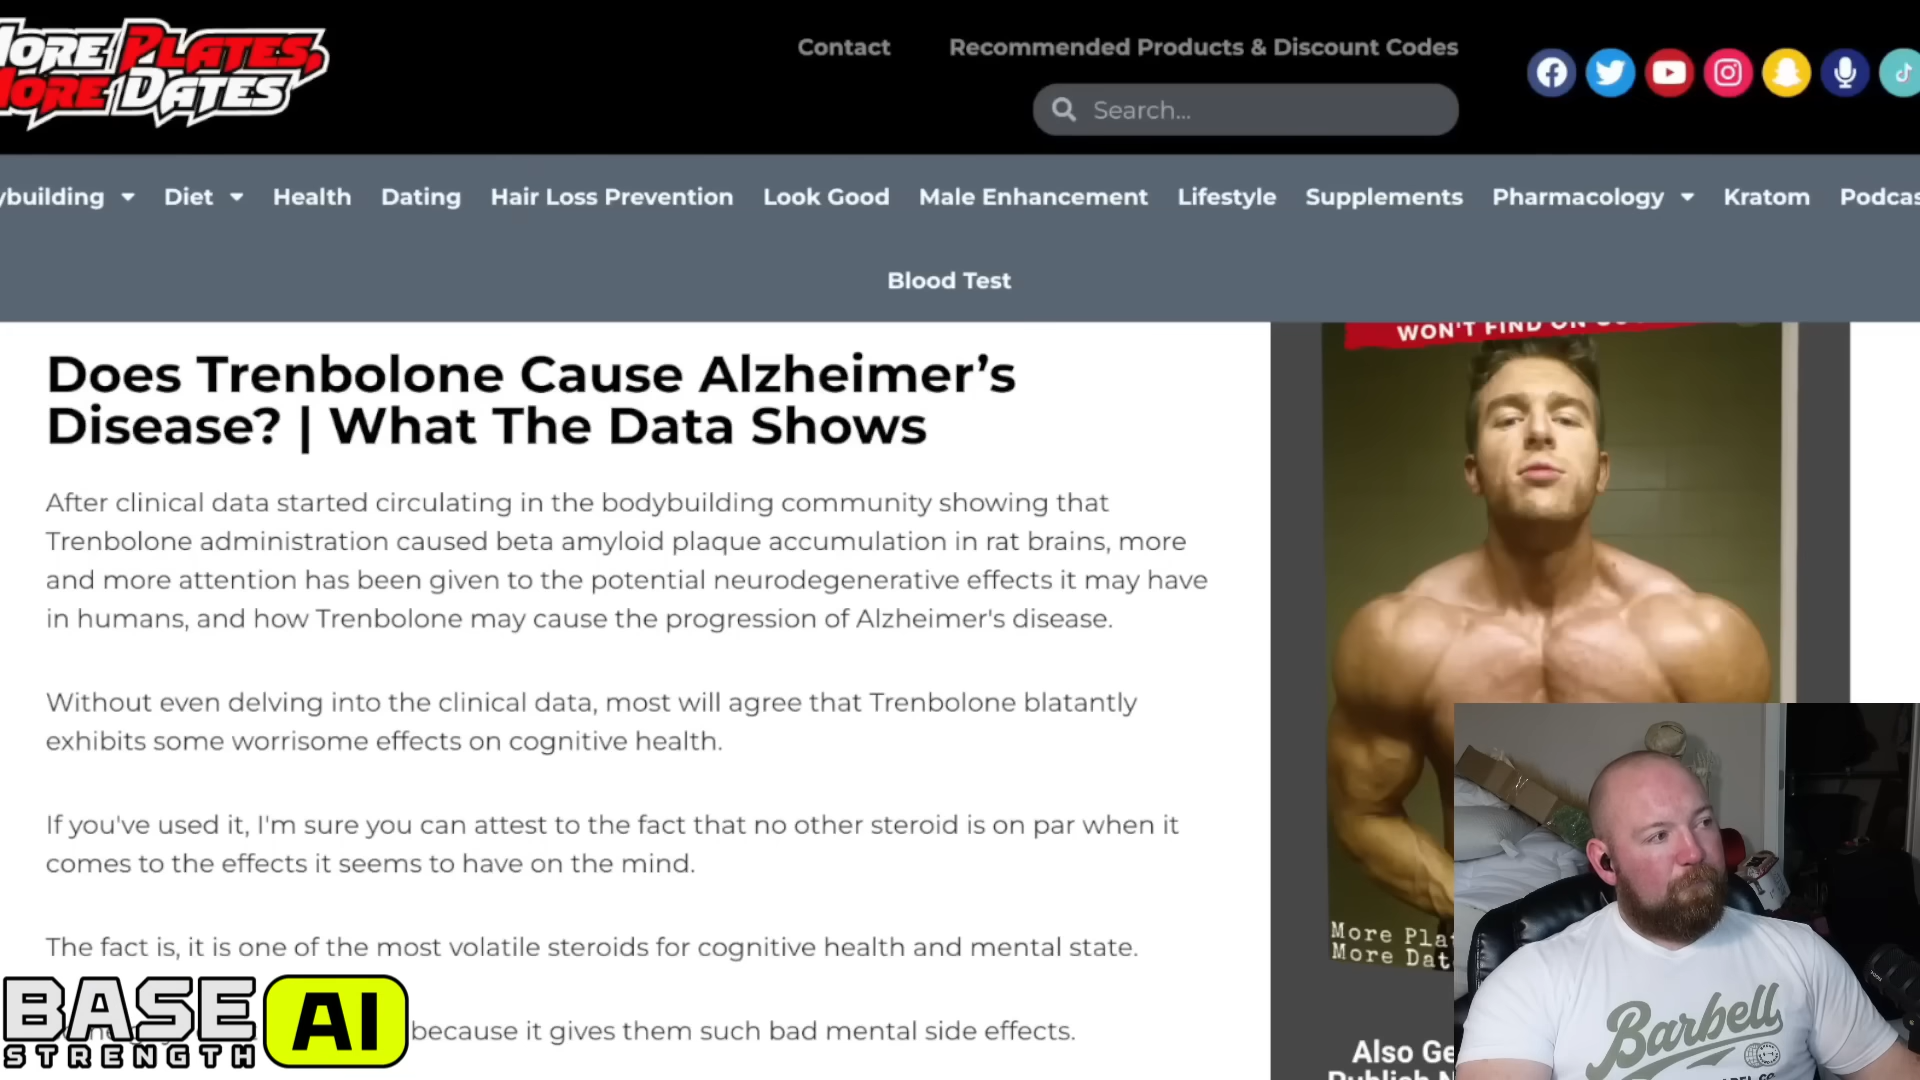 MORE PLATES,
MORE DATES
Contact
Recommended Products & Discount Codes
Search...
Diet
Health
Dating
Hair Loss Prevention
Look Good
Male Enhancement
Lifestyle
Supplements
Pharmacology
Kratom
Blood Test
WON'T FIND ON
Does Trenbolone Cause Alzheimer’s
Disease? | What The Data Shows
After clinical data started circulating in the bodybuilding community showing that
Trenbolone administration caused beta amyloid plaque accumulation in rat brains, more
and more attention has been given to the potential neurodegenerative effects it may have
in humans, and how Trenbolone may cause the progression of Alzheimer's disease.
Without even delving into the clinical data, most will agree that Trenbolone blatantly
exhibits some worrisome effects on cognitive health.
If you've used it, I'm sure you can attest to the fact that no other steroid is on par when it
comes to the effects it seems to have on the mind.
The fact is, it is one of the most volatile steroids for cognitive health and mental state.
because it gives them such bad mental side effects.
More
More
Also
BASE
STRENGTH
AI
Barbell